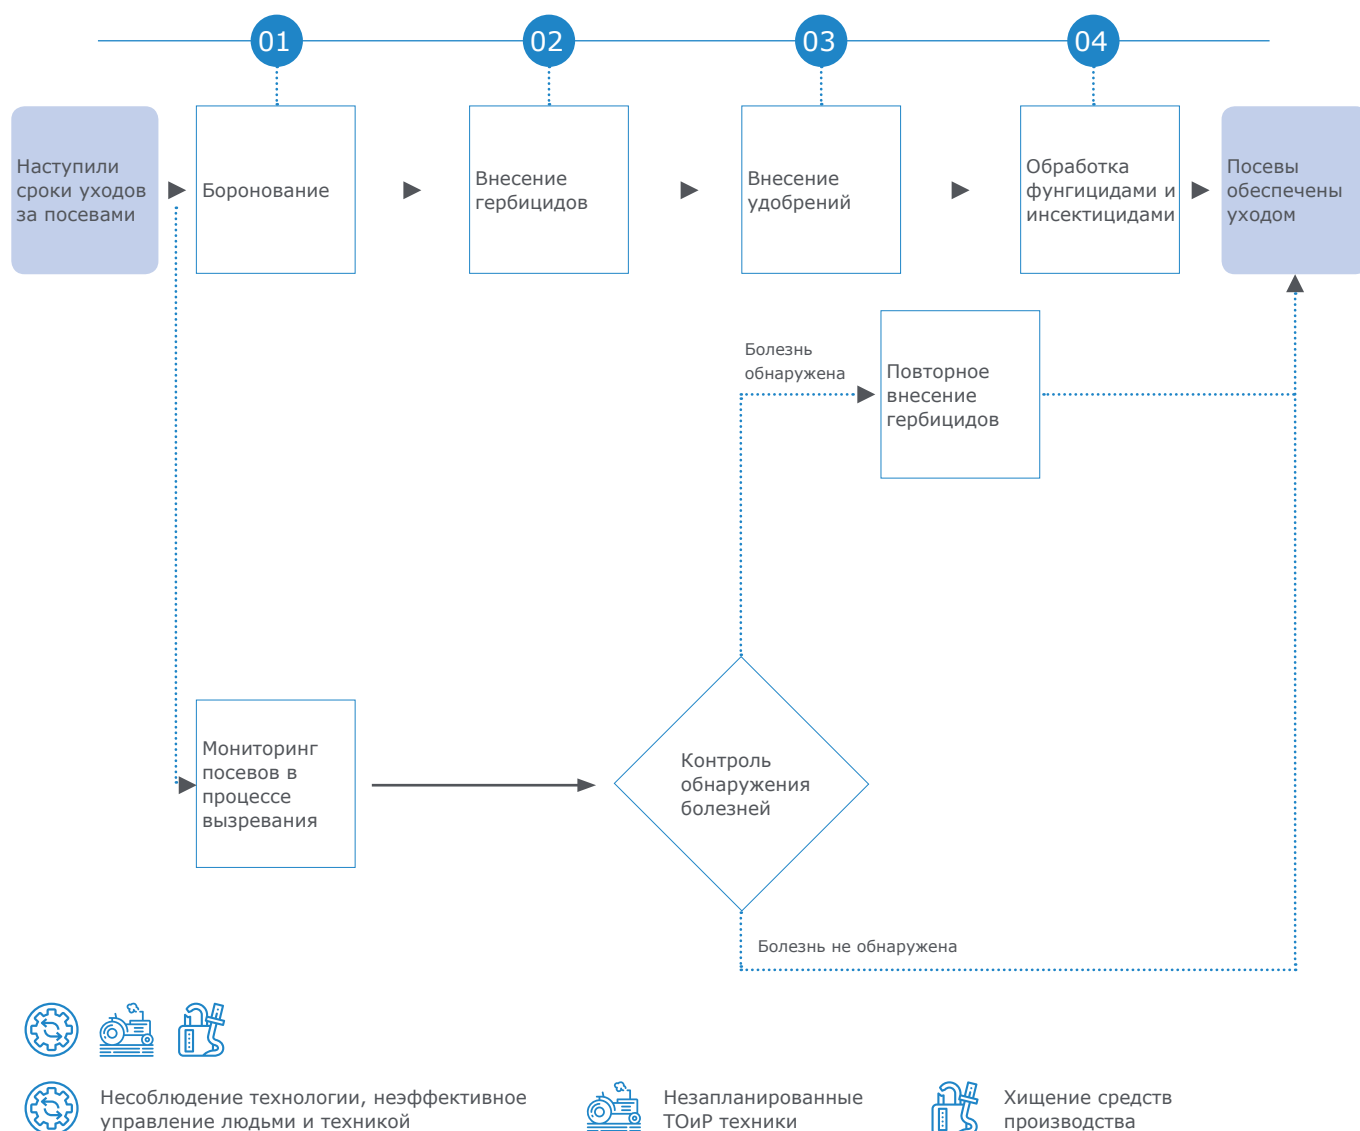 01
02
03
04
Наступили
сроки уходов
за посевами
Боронование
Внесение
гербицидов
Внесение
удобрений
Обработка
фунгицидами и
инсектицидами
Посевы
обеспечены
уходом
Болезнь
обнаружена
Повторное
внесение
гербицидов
Мониторинг
посевов в
процессе
вызревания
Контроль
обнаружения
болезней
Болезнь не обнаружена
Несоблюдение технологии, неэффективное
управление людьми и техникой
Незапланированные
ТОиР техники
Хищение средств
производства